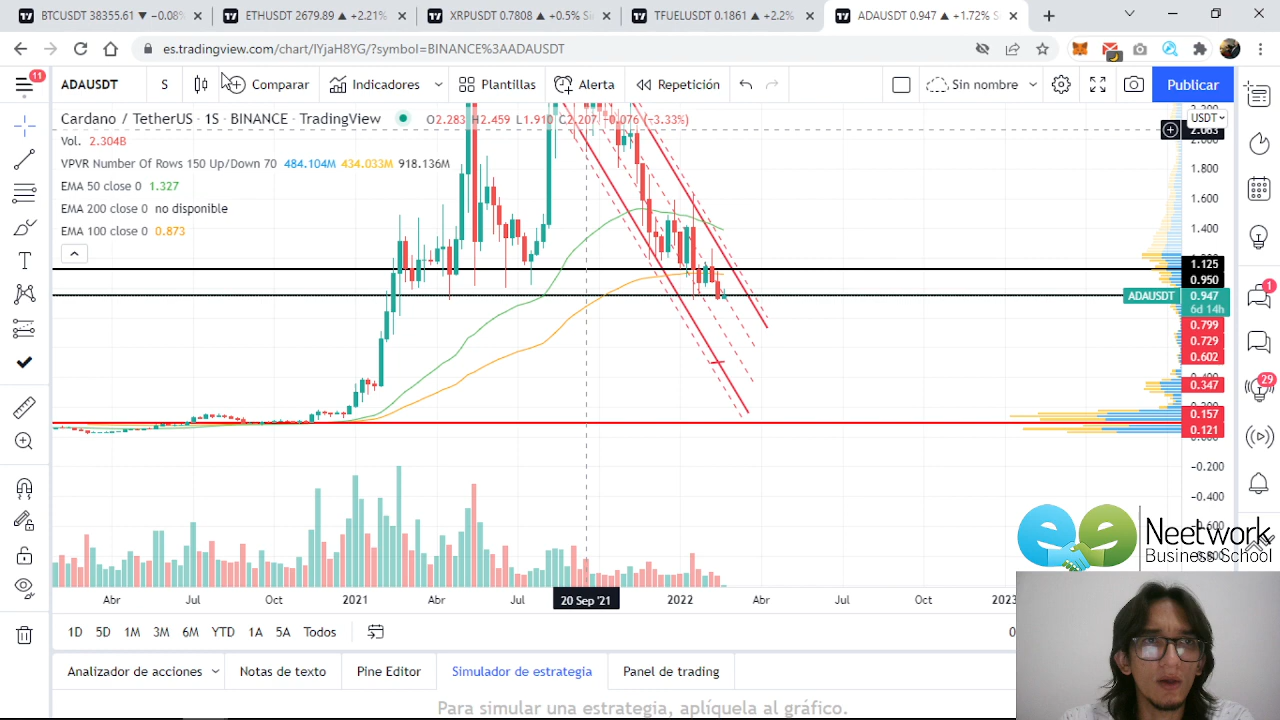 BTCUSDT 38355.61 ▼ −0.08%
ETHUSDT 2679.89 ▲ +2.21%
XRPUSDT 0.7808 ▲ +0.5% Si
TFUELUSDT 0.1861 ▲ +2.2%
ADAUSDT 0.947 ▲ +1.72% S
es.tradingview.com/chart/lYjaH8YG/?symbol=BINANCE%3AADAUSDT
11
ADAUSDT
S
Comparar
Indicadores
Plantillas
Alerta
Repetición
Sin nombre
Publicar
Cardano / TetherUS · 1S · BINANCE · TradingView
O2.283 H2.459 L1.910 C2.207 −0.076 (−3.33%)
USDT
Vol. 2.304B
VPVR Number Of Rows 150 Up/Down 70 484.104M 434.033M 918.136M
EMA 50 close 0 1.327
EMA 200 close 0 no disponible
EMA 100 close 0 0.873
2.083
2.000
1.800
1.600
1.400
1.125
0.950
ADAUSDT 0.947
6d 14h
0.799
0.729
0.602
0.347
0.157
0.121
−0.200
−0.400
1
29
Neetwork
Business School
Abr
Jul
Oct
2021
Abr
Jul
20 Sep '21
2022
Abr
Jul
Oct
2023
1D 5D 1M 3M 6M YTD 1A 5A Todos
Analizador de acciones
Notas de texto
Pine Editor
Simulador de estrategia
Panel de trading
Para simular una estrategia, aplíquela al gráfico.